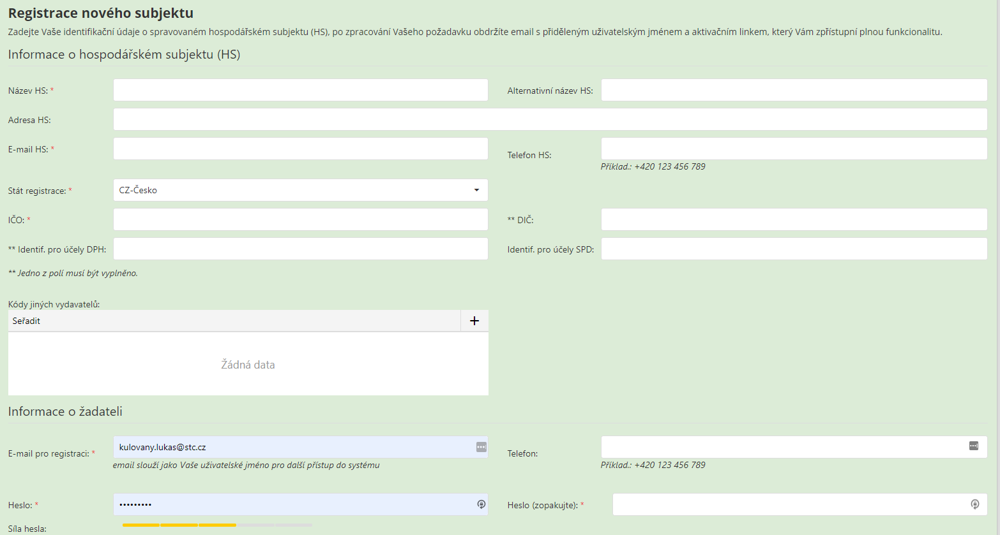 Registrace nového subjektu
Zadejte Vaše identifikační údaje o spravovaném hospodářském subjektu (HS), po zpracování Vašeho požadavku obdržíte email s přiděleným uživatelským jménem a aktivačním linkem, který Vám zpřístupní plnou funkcionalitu.
Informace o hospodářském subjektu (HS)
Název HS: *
Alternativní název HS:
Adresa HS:
E-mail HS: *
Telefon HS:
Příklad.: +420 123 456 789
Stát registrace: *
CZ-Česko
IČO: *
** DIČ:
** Identif. pro účely DPH:
Identif. pro účely SPD:
** Jedno z polí musí být vyplněno.
Kódy jiných vydavatelů:
Seřadit
Žádná data
Informace o žadateli
E-mail pro registraci: *
kulovany.lukas@stc.cz
email slouží jako Vaše uživatelské jméno pro další přístup do systému
Telefon:
Příklad.: +420 123 456 789
Heslo: *
•••••••••
Heslo (zopakujte): *
Síla hesla: